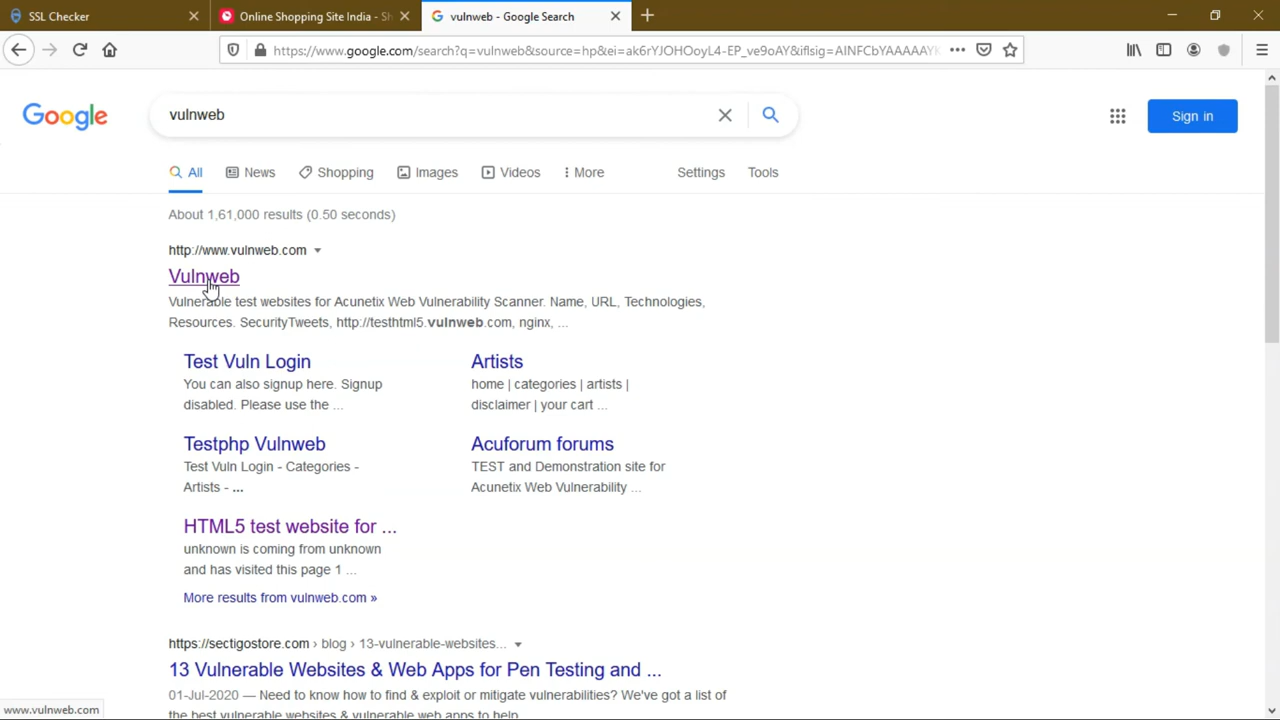 SSL Checker
Online Shopping Site India - Sh
vulnweb - Google Search
https://www.google.com/search?q=vulnweb&source=hp&ei=ak6rYJOHOoyL4-EP_ve9oAY&iflsig=AINFCbYAAAAAYK
Google
vulnweb
Sign in
All News Shopping Images Videos More Settings Tools
About 1,61,000 results (0.50 seconds)
http://www.vulnweb.com
Vulnweb
Vulnerable test websites for Acunetix Web Vulnerability Scanner. Name, URL, Technologies,
Resources. SecurityTweets, http://testhtml5.vulnweb.com, nginx, ...
Test Vuln Login
You can also signup here. Signup
disabled. Please use the ...
Artists
home | categories | artists |
disclaimer | your cart ...
Testphp Vulnweb
Test Vuln Login - Categories -
Artists - ...
Acuforum forums
TEST and Demonstration site for
Acunetix Web Vulnerability ...
HTML5 test website for ...
unknown is coming from unknown
and has visited this page 1 ...
More results from vulnweb.com »
https://sectigostore.com › blog › 13-vulnerable-websites...
13 Vulnerable Websites & Web Apps for Pen Testing and ...
01-Jul-2020 — Need to know how to find & exploit or mitigate vulnerabilities? We've got a list of
the best vulnerable websites & vulnerable web apps to help
www.vulnweb.com